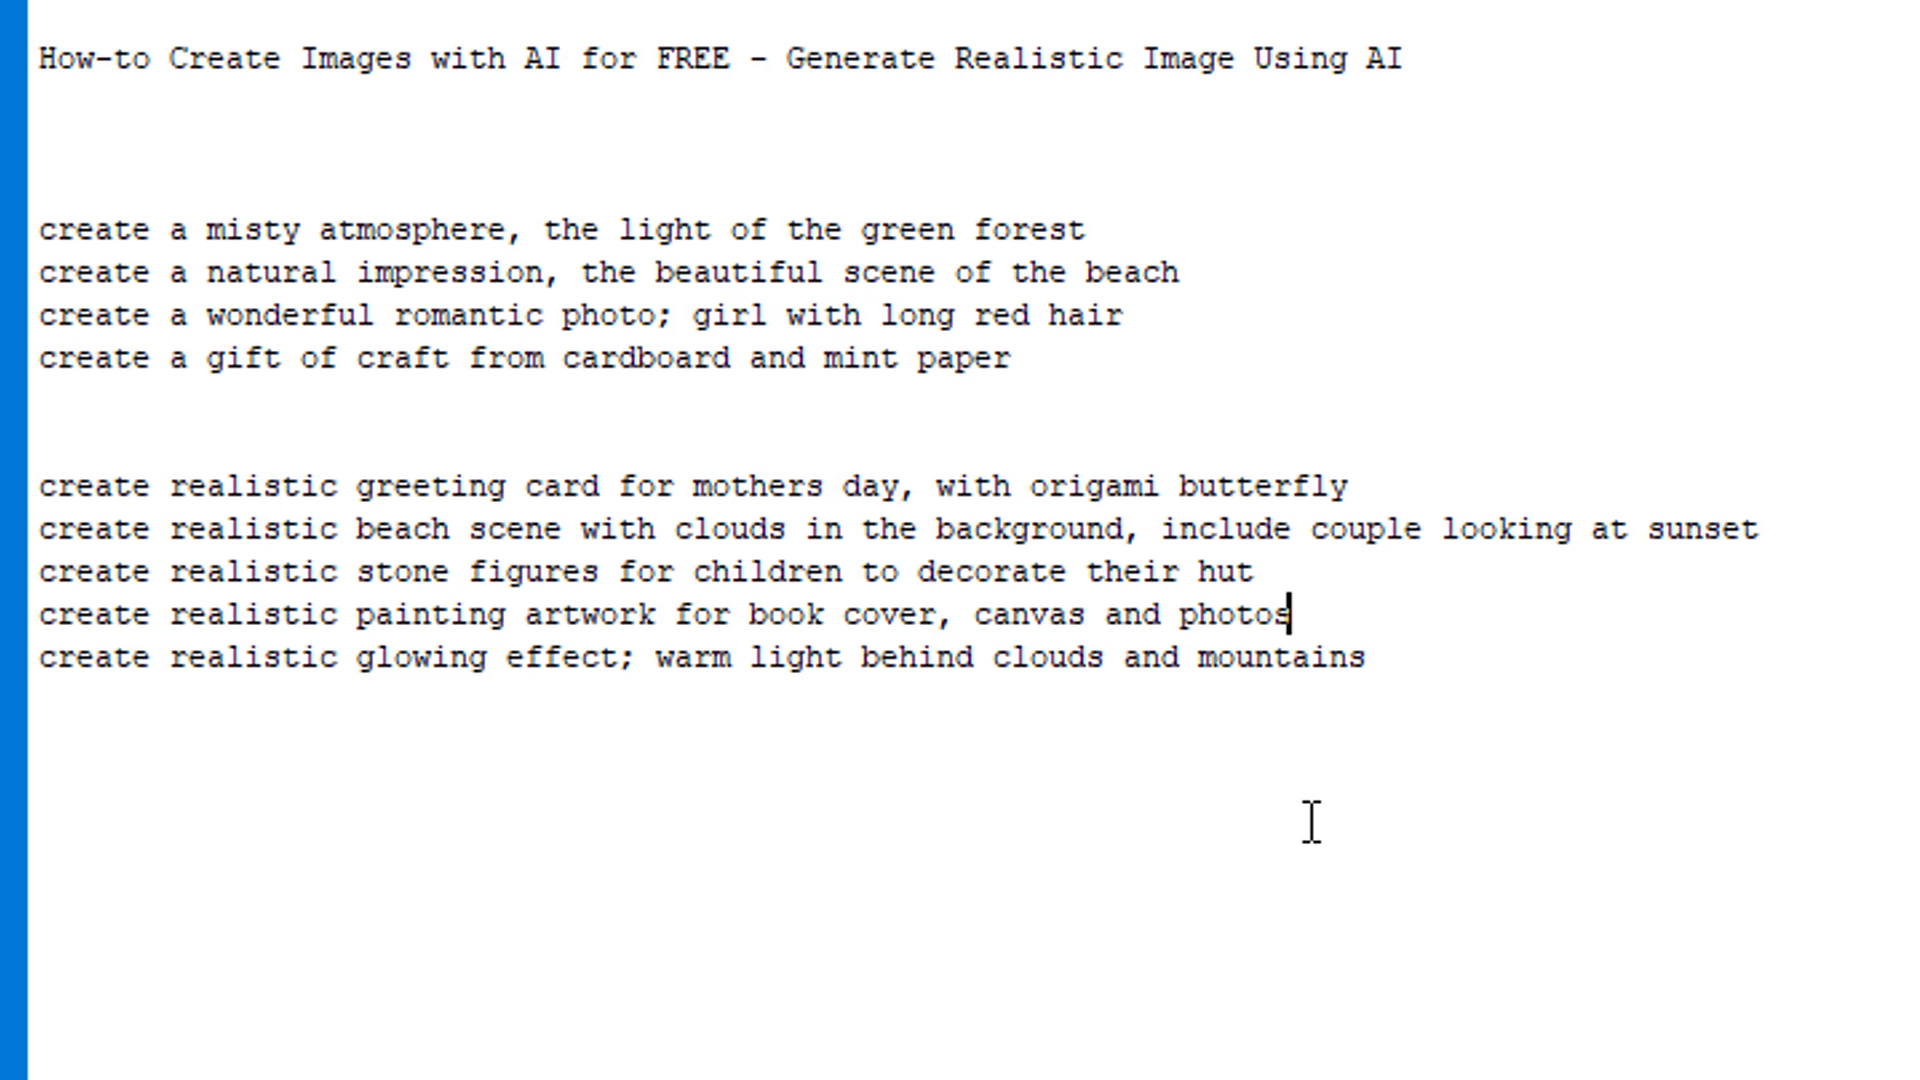 How-to Create Images with AI for FREE - Generate Realistic Image Using AI
create a misty atmosphere, the light of the green forest
create a natural impression, the beautiful scene of the beach
create a wonderful romantic photo; girl with long red hair
create a gift of craft from cardboard and mint paper
create realistic greeting card for mothers day, with origami butterfly
create realistic beach scene with clouds in the background, include couple looking at sunset
create realistic stone figures for children to decorate their hut
create realistic painting artwork for book cover, canvas and photos
create realistic glowing effect; warm light behind clouds and mountains